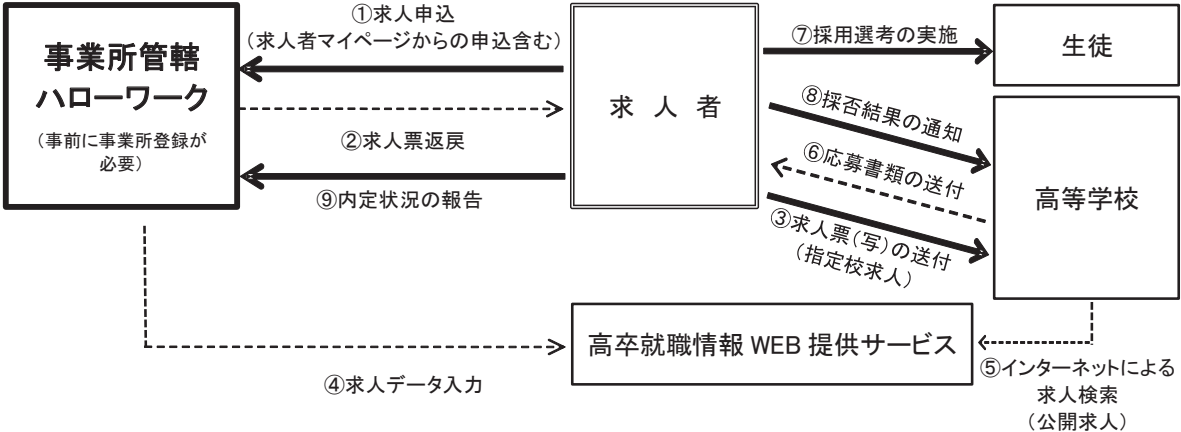 ①求人申込
(求人者マイページからの申込含む)
事業所管轄
ハローワーク
(事前に事業所登録が
必要)
②求人票返戻
⑨内定状況の報告
求 人 者
⑦採用選考の実施
生徒
⑧採否結果の通知
⑥応募書類の送付
③求人票(写)の送付
(指定校求人)
高等学校
高卒就職情報 WEB 提供サービス
④求人データ入力
⑤インターネットによる
求人検索
(公開求人)